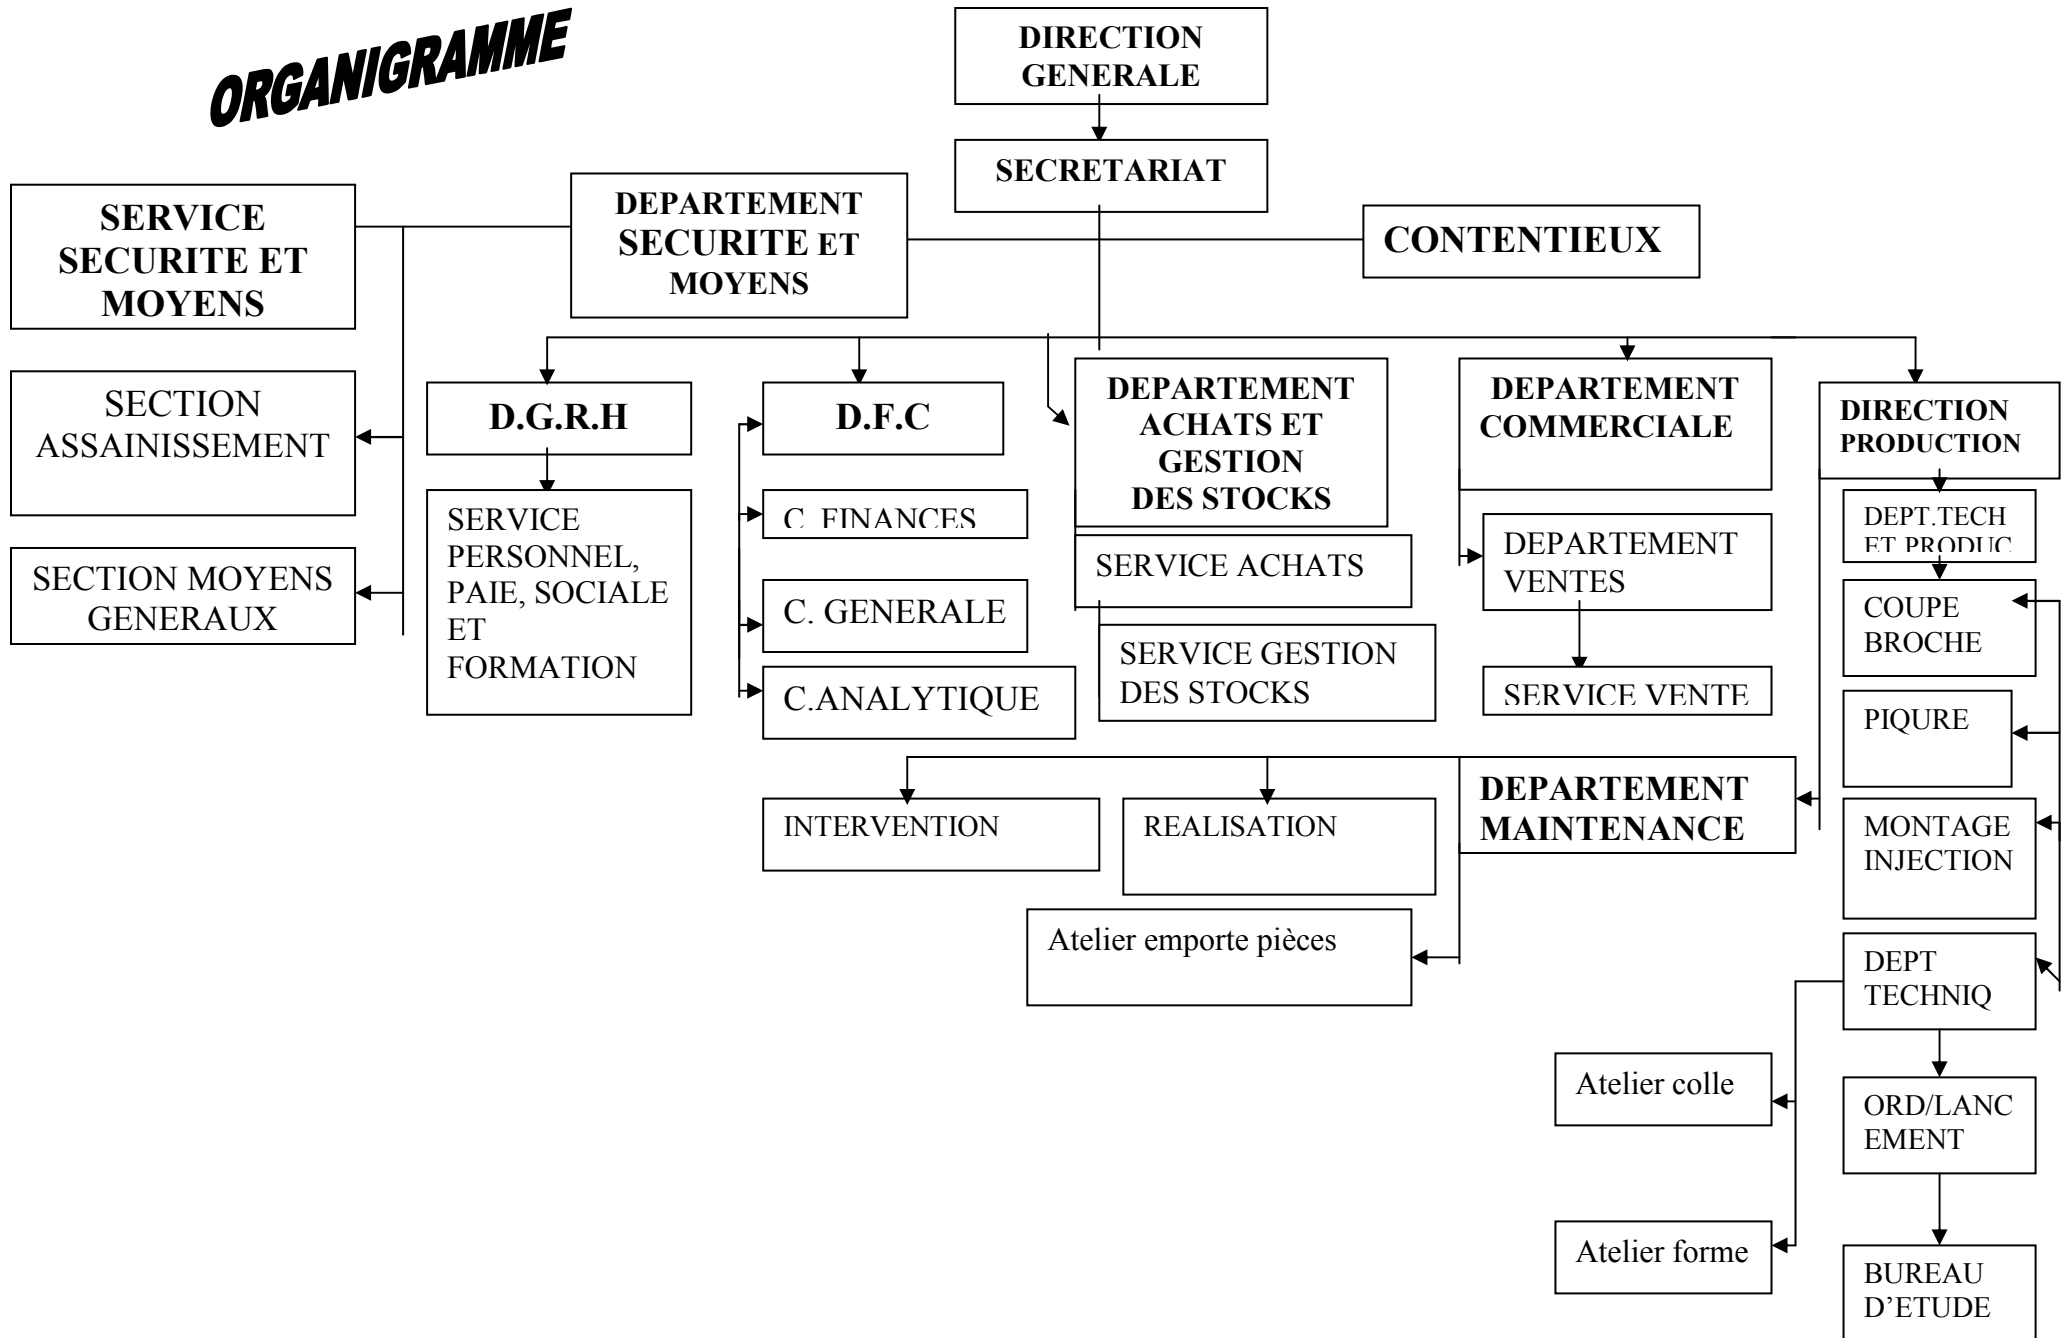 ORGANIGRAMME
DIRECTION
GENERALE
SECRETARIAT
SERVICE
SECURITE ET
MOYENS
DEPARTEMENT
SECURITE ET
MOYENS
CONTENTIEUX
SECTION
ASSAINISSEMENT
SECTION MOYENS
GENERAUX
D.G.R.H
SERVICE
PERSONNEL,
PAIE, SOCIALE
ET
FORMATION
D.F.C
C. FINANCES
C. GENERALE
C.ANALYTIQUE
DEPARTEMENT
ACHATS ET
GESTION
DES STOCKS
SERVICE ACHATS
SERVICE GESTION
DES STOCKS
DEPARTEMENT
COMMERCIALE
DEPARTEMENT
VENTES
SERVICE VENTE
DIRECTION
PRODUCTION
DEPT.TECH
ET PRODUC
COUPE
BROCHE
PIQURE
MONTAGE
INJECTION
DEPARTEMENT
MAINTENANCE
INTERVENTION
REALISATION
Atelier emporte pièces
DEPT
TECHNIQ
Atelier colle
ORD/LANC
EMENT
Atelier forme
BUREAU
D’ETUDE